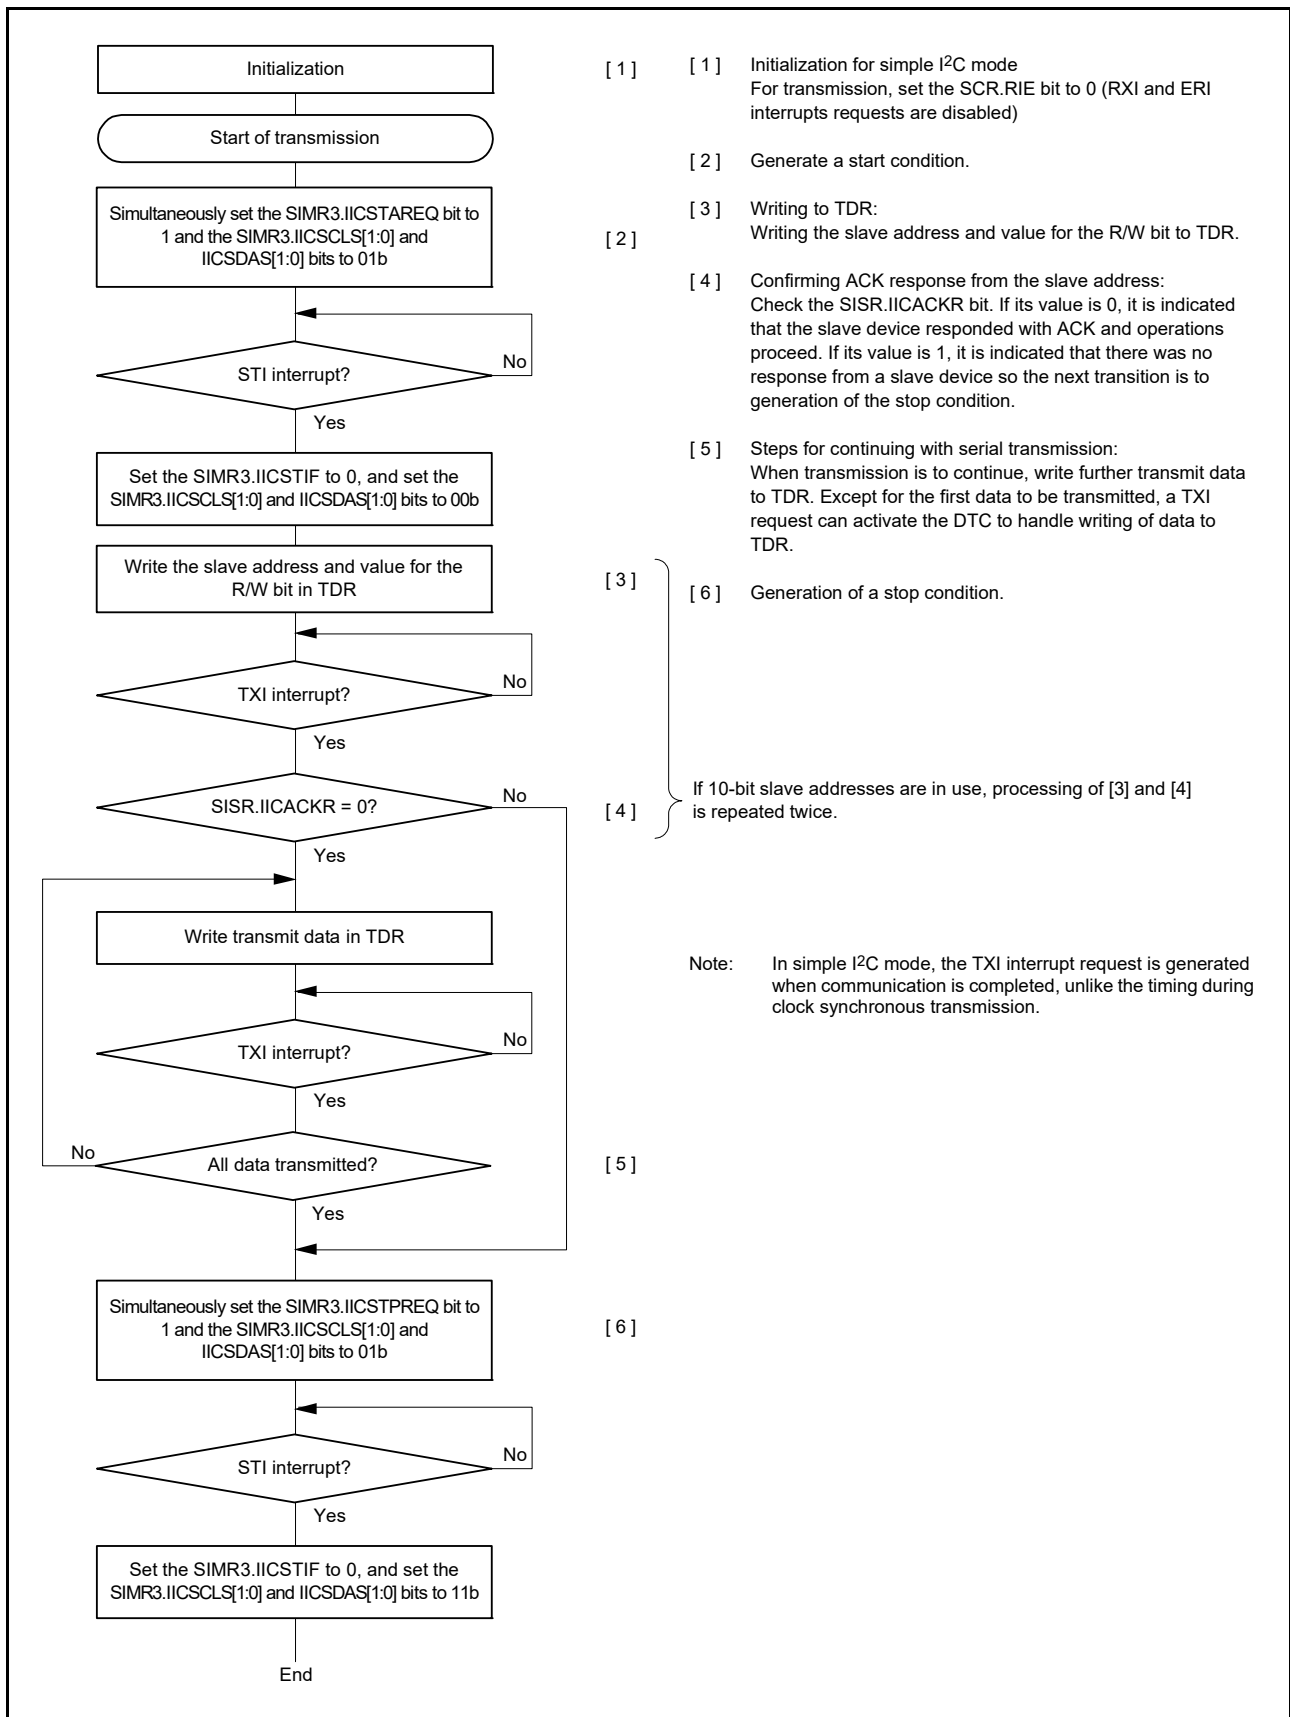 Initialization
[ 1 ]
Start of transmission
Simultaneously set the SIMR3.IICSTAREQ bit to
1 and the SIMR3.IICSCLS[1:0] and
IICSDAS[1:0] bits to 01b
[ 2 ]
STI interrupt?
No
Yes
Set the SIMR3.IICSTIF to 0, and set the
SIMR3.IICSCLS[1:0] and IICSDAS[1:0] bits to 00b
Write the slave address and value for the
R/W bit in TDR
[ 3 ]
TXI interrupt?
No
Yes
SISR.IICACKR = 0?
No
[ 4 ]
Yes
Write transmit data in TDR
TXI interrupt?
No
Yes
No
All data transmitted?
[ 5 ]
Yes
Simultaneously set the SIMR3.IICSTPREQ bit to
1 and the SIMR3.IICSCLS[1:0] and
IICSDAS[1:0] bits to 01b
[ 6 ]
STI interrupt?
No
Yes
Set the SIMR3.IICSTIF to 0, and set the
SIMR3.IICSCLS[1:0] and IICSDAS[1:0] bits to 11b
End
[ 1 ] Initialization for simple I2C mode
For transmission, set the SCR.RIE bit to 0 (RXI and ERI
interrupts requests are disabled)
[ 2 ] Generate a start condition.
[ 3 ] Writing to TDR:
Writing the slave address and value for the R/W bit to TDR.
[ 4 ] Confirming ACK response from the slave address:
Check the SISR.IICACKR bit. If its value is 0, it is indicated
that the slave device responded with ACK and operations
proceed. If its value is 1, it is indicated that there was no
response from a slave device so the next transition is to
generation of the stop condition.
[ 5 ] Steps for continuing with serial transmission:
When transmission is to continue, write further transmit data
to TDR. Except for the first data to be transmitted, a TXI
request can activate the DTC to handle writing of data to
TDR.
[ 6 ] Generation of a stop condition.
If 10-bit slave addresses are in use, processing of [3] and [4]
is repeated twice.
Note: In simple I2C mode, the TXI interrupt request is generated
when communication is completed, unlike the timing during
clock synchronous transmission.